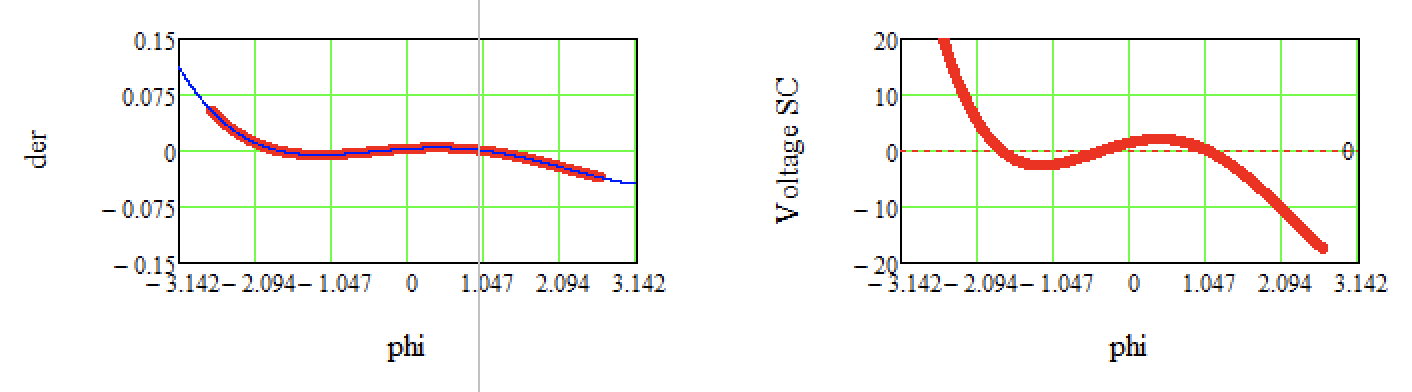 0.15
0.075
0
− 0.075
− 0.15
der
− 3.142 − 2.094 − 1.047 0 1.047 2.094 3.142
phi
20
10
0
− 10
− 20
Voltage SC
0
− 3.142 − 2.094 − 1.047 0 1.047 2.094 3.142
phi